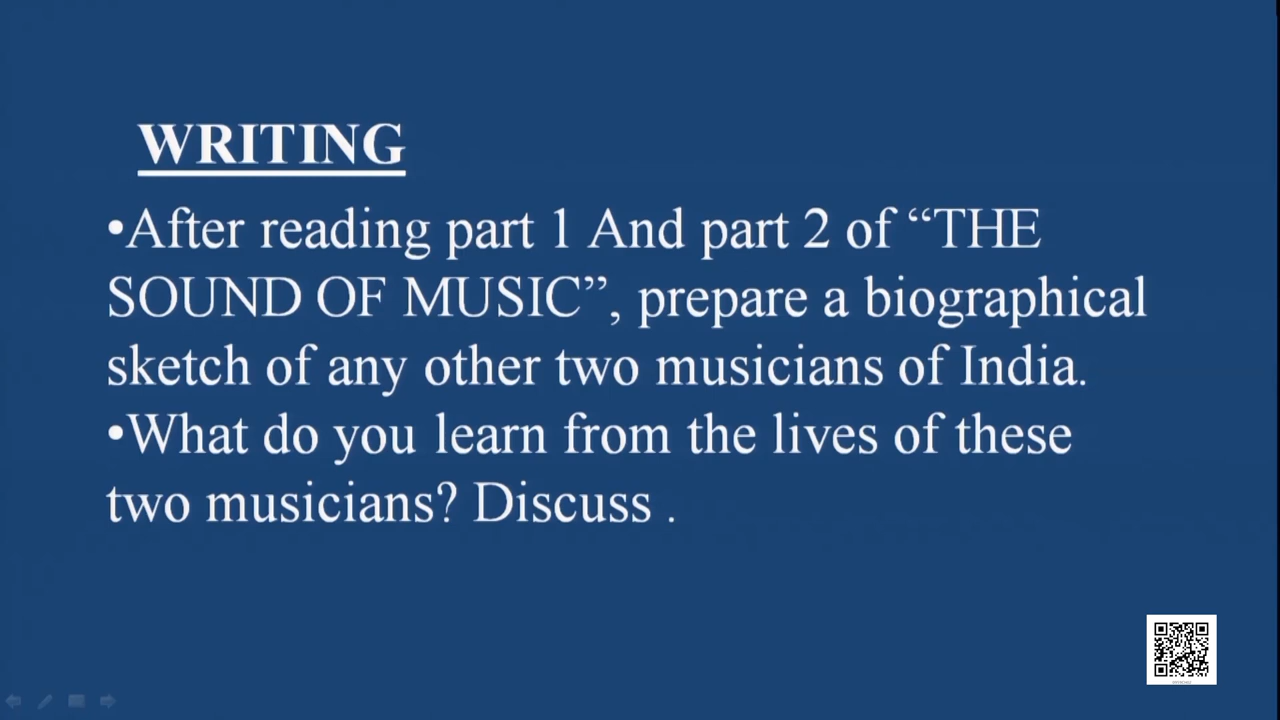 WRITING
•After reading part 1 And part 2 of “THE
SOUND OF MUSIC”, prepare a biographical
sketch of any other two musicians of India.
•What do you learn from the lives of these
two musicians? Discuss .